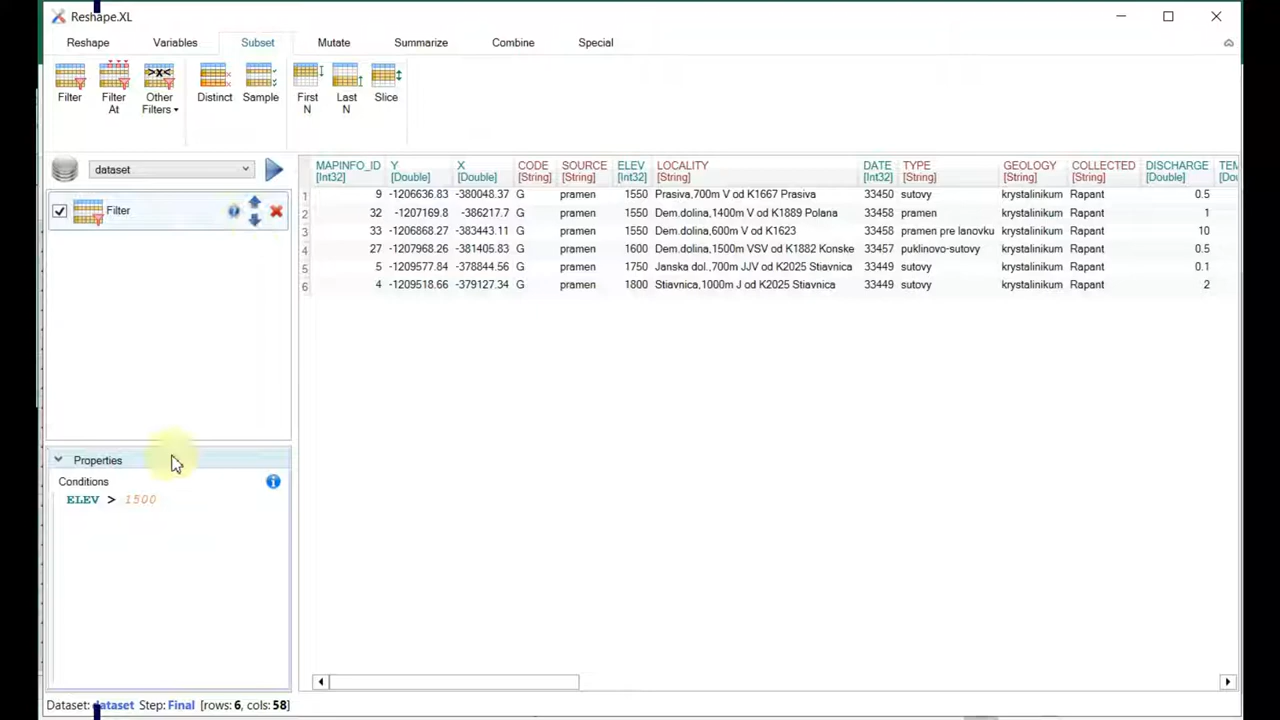 Reshape.XL
Reshape Variables Subset Mutate Summarize Combine Special
Filter Filter At Other Filters Distinct Sample First N Last N Slice
dataset
Filter
Properties
Conditions
ELEV > 1500
MAPINFO_ID Y X CODE SOURCE ELEV LOCALITY DATE TYPE GEOLOGY COLLECTED DISCHARGE
[Int32] [Double] [Double] [String] [String] [Int32] [String] [Int32] [String] [String] [String] [Double]
1 9 -1206636.83 -380048.37 G pramen 1550 Prasiva,700m V od K1667 Prasiva 33450 sutovy krystalinikum Rapant 0.5
2 32 -1207169.8 -386217.7 G pramen 1550 Dem.dolina,1400m V od K1889 Polana 33458 pramen krystalinikum Rapant 1
3 33 -1206868.27 -383443.11 G pramen 1550 Dem.dolina,600m V od K1623 33458 pramen pre lanovku krystalinikum Rapant 10
4 27 -1207968.26 -381405.83 G pramen 1600 Dem.dolina,1500m VSV od K1882 Konske 33457 puklinovo-sutovy krystalinikum Rapant 0.5
5 5 -1209577.84 -378844.56 G pramen 1750 Janska dol.,700m JJV od K2025 Stiavnica 33449 sutovy krystalinikum Rapant 0.1
6 4 -1209518.66 -379127.34 G pramen 1800 Stiavnica,1000m J od K2025 Stiavnica 33449 sutovy krystalinikum Rapant 2
Dataset: dataset Step: Final [rows: 6, cols: 58]